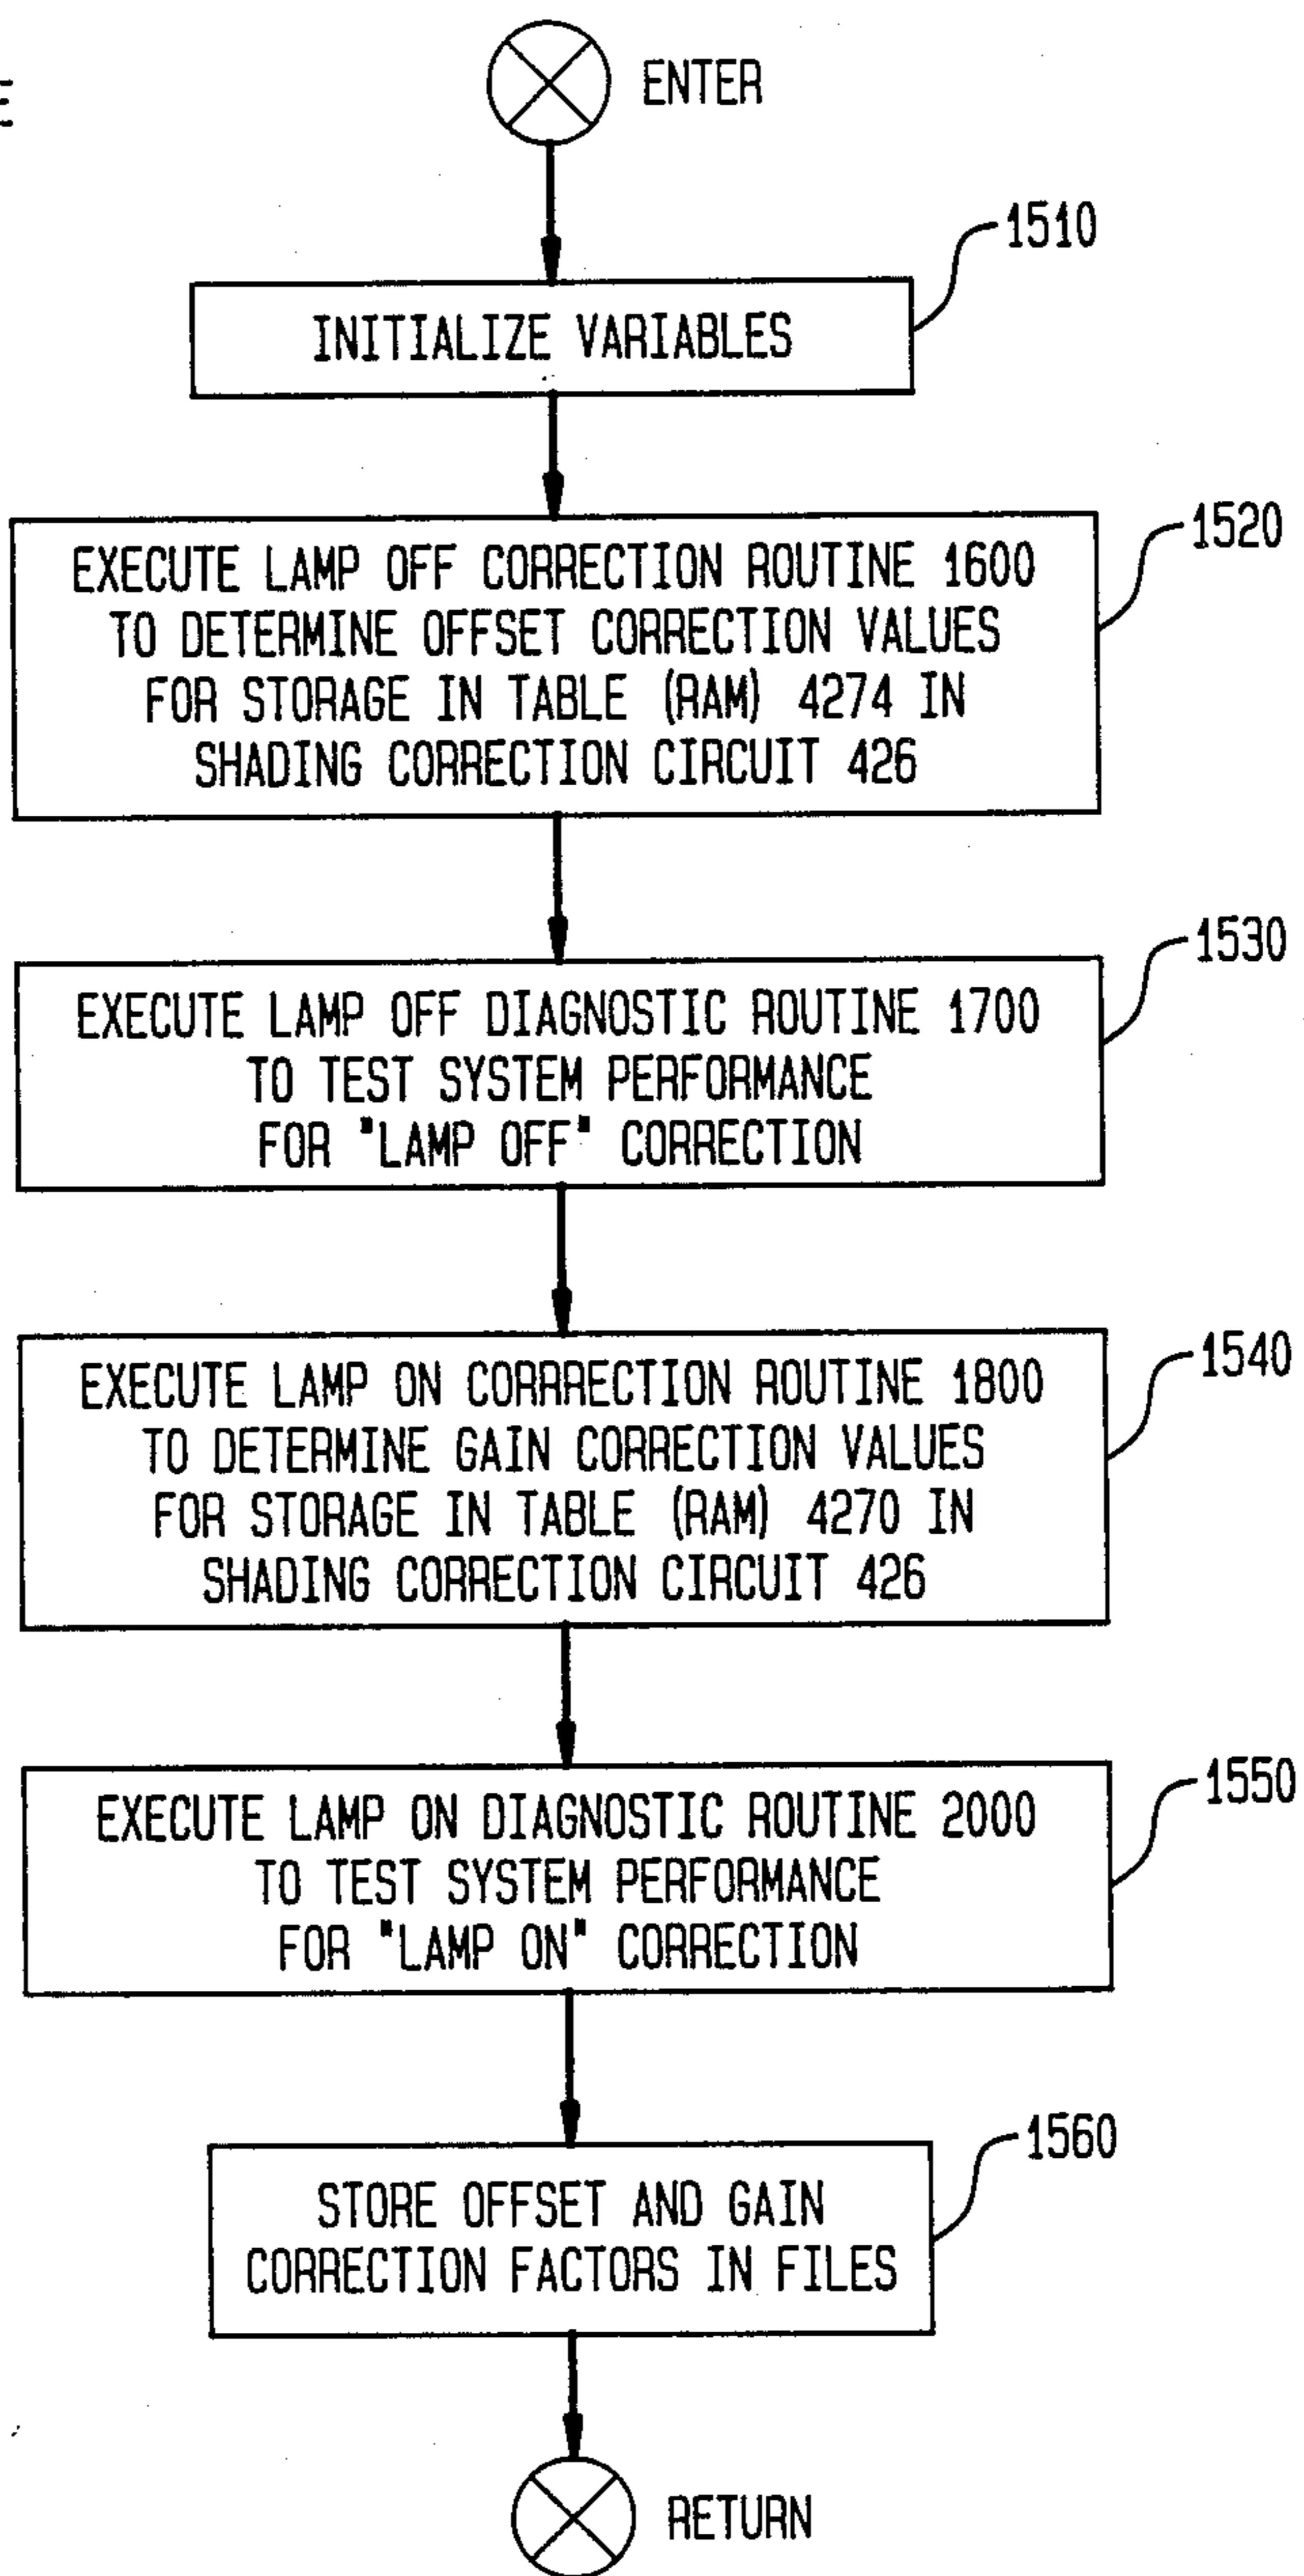 ENTER
1510
INITIALIZE VARIABLES
1520
EXECUTE LAMP OFF CORRECTION ROUTINE 1600
TO DETERMINE OFFSET CORRECTION VALUES
FOR STORAGE IN TABLE (RAM) 4274 IN
SHADING CORRECTION CIRCUIT 426
1530
EXECUTE LAMP OFF DIAGNOSTIC ROUTINE 1700
TO TEST SYSTEM PERFORMANCE
FOR "LAMP OFF" CORRECTION
1540
EXECUTE LAMP ON CORRRECTION ROUTINE 1800
TO DETERMINE GAIN CORRECTION VALUES
FOR STORAGE IN TABLE (RAM) 4270 IN
SHADING CORRECTION CIRCUIT 426
1550
EXECUTE LAMP ON DIAGNOSTIC ROUTINE 2000
TO TEST SYSTEM PERFORMANCE
FOR "LAMP ON" CORRECTION
1560
STORE OFFSET AND GAIN
CORRECTION FACTORS IN FILES
RETURN